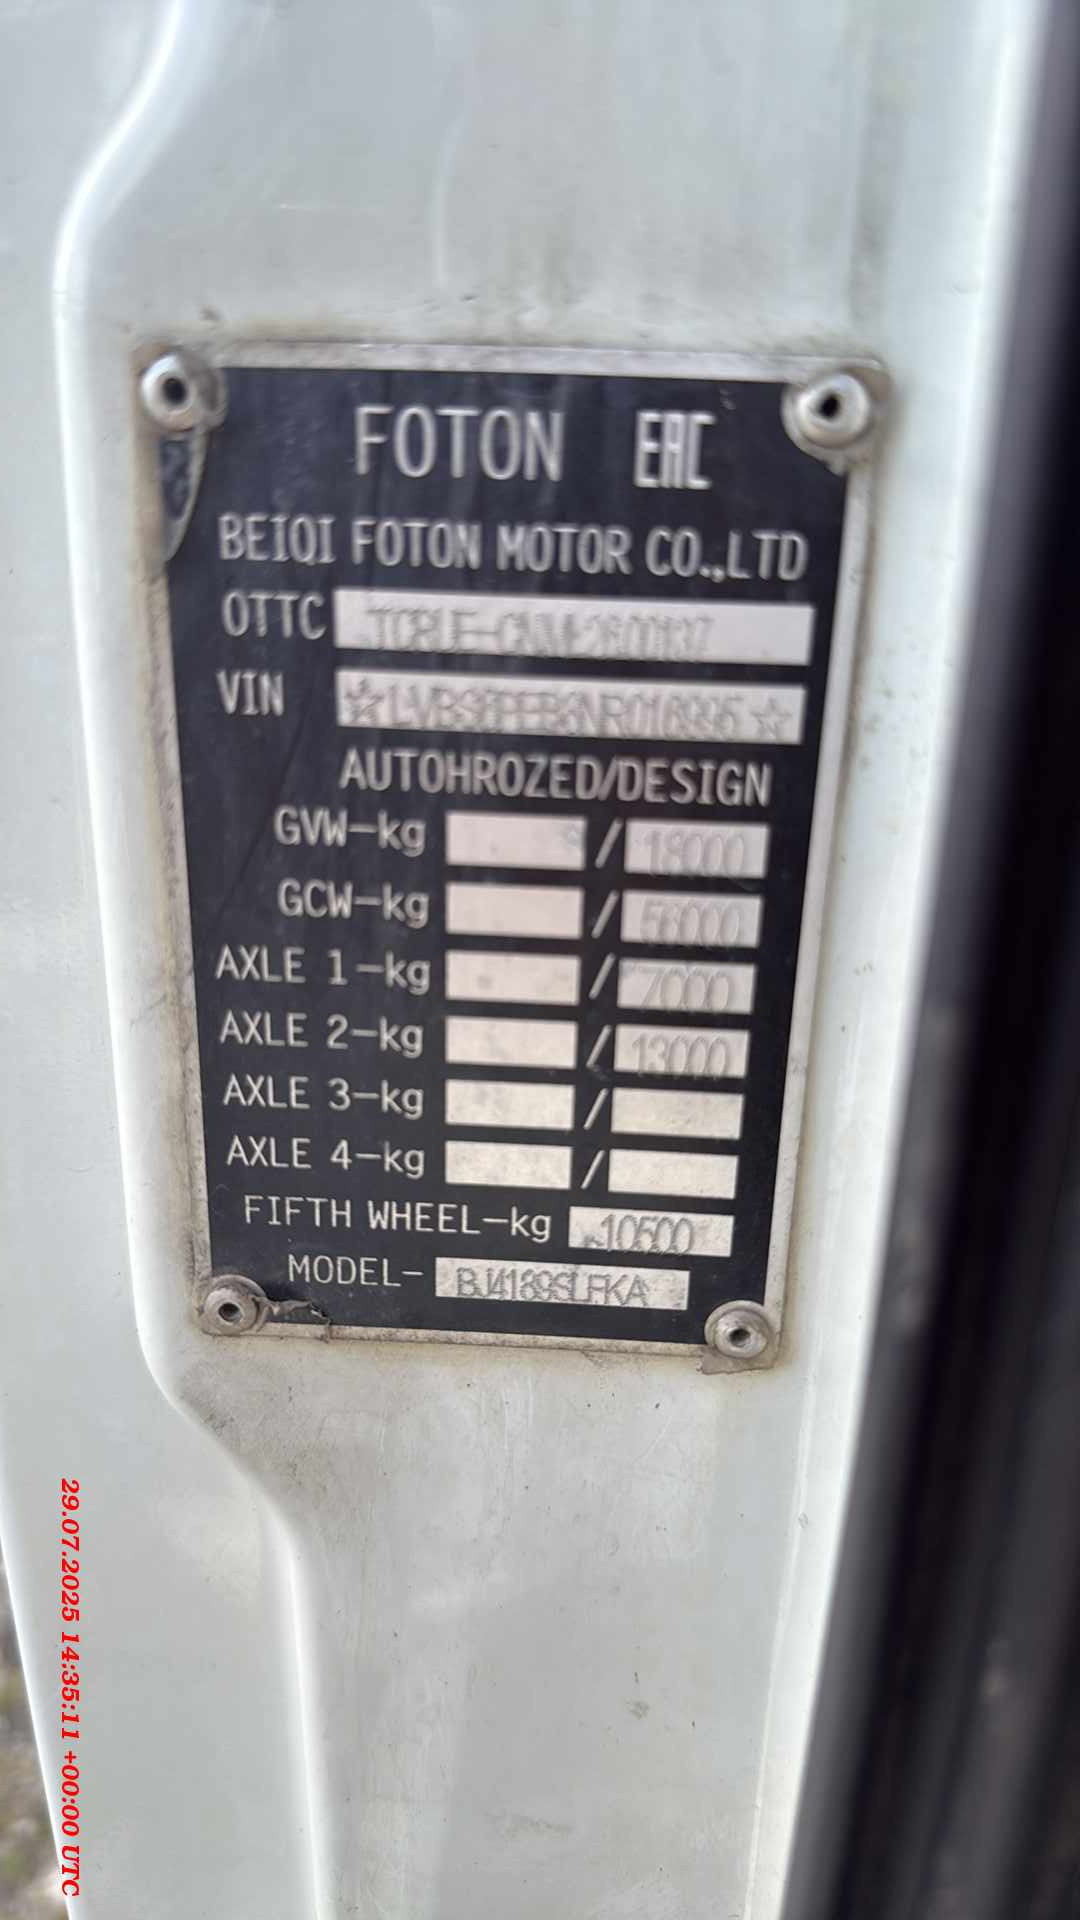 FOTON EAC
BEIQI FOTON MOTOR CO.,LTD
OTTC
VIN
AUTOHROZED/DESIGN
GVW-kg / 18000
GCW-kg / 56000
AXLE 1-kg / 7000
AXLE 2-kg / 13000
AXLE 3-kg /
AXLE 4-kg /
FIFTH WHEEL-kg 10500
MODEL- BJ4189SLFKA
29.07.2025 14:35:11 +00:00 UTC